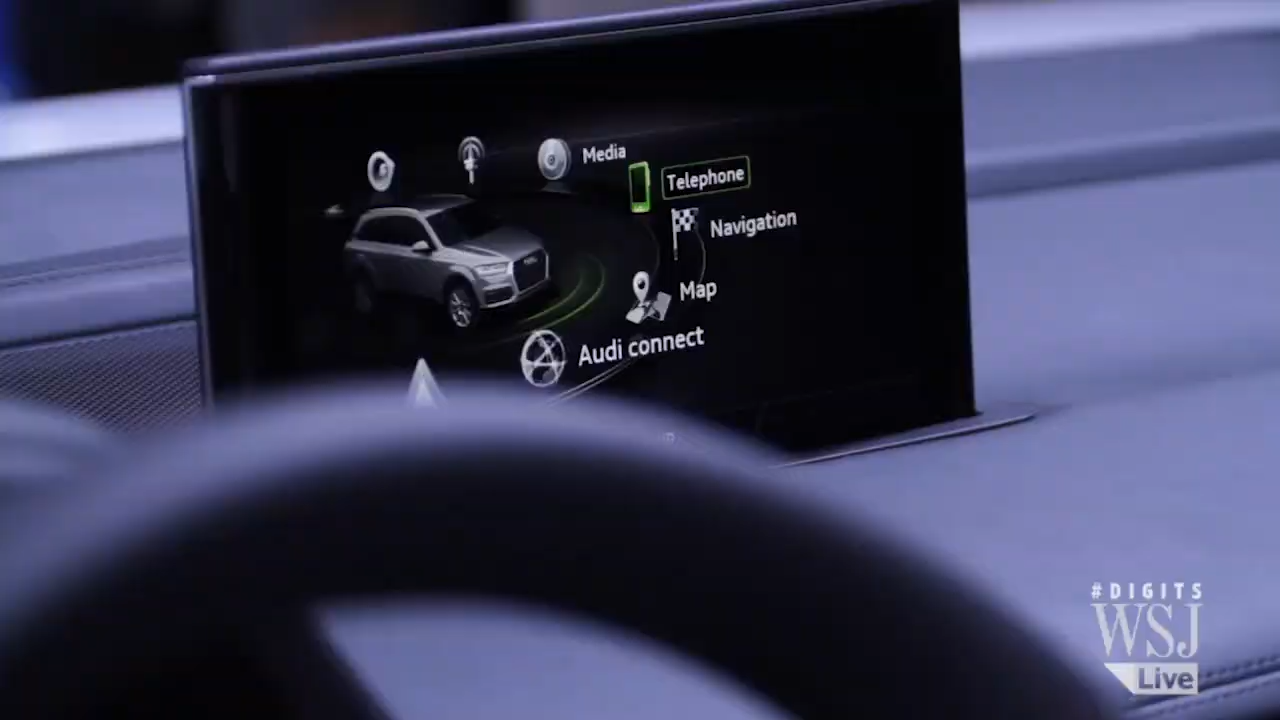 Media
Telephone
Navigation
Map
Audi connect
#DIGITS
WSJ
Live